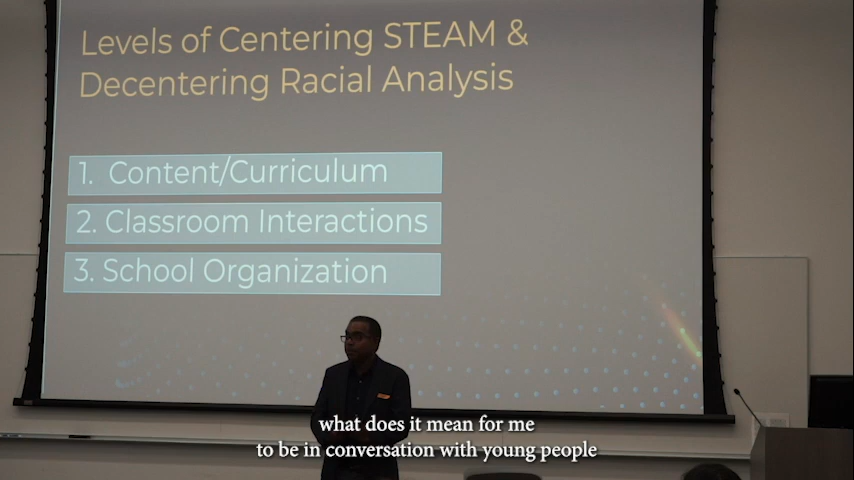 Levels of Centering STEAM &
Decentering Racial Analysis
1. Content/Curriculum
2. Classroom Interactions
3. School Organization
what does it mean for me
to be in conversation with young people